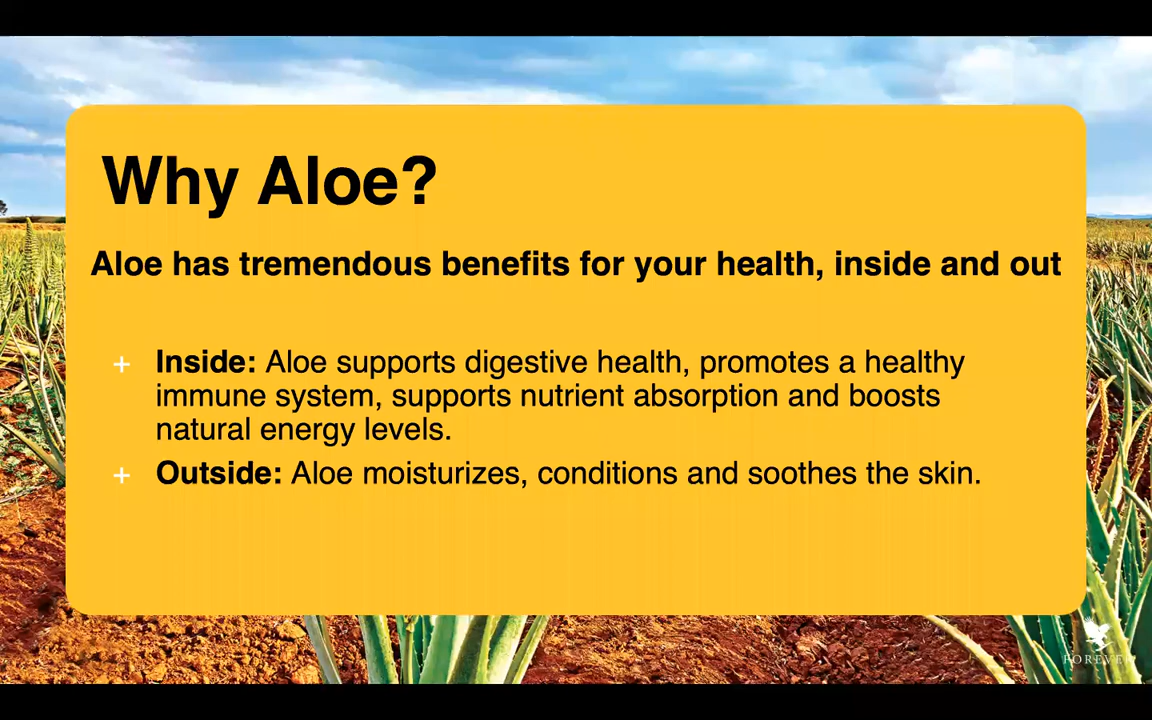 Why Aloe?
Aloe has tremendous benefits for your health, inside and out
+ Inside: Aloe supports digestive health, promotes a healthy
immune system, supports nutrient absorption and boosts
natural energy levels.
+ Outside: Aloe moisturizes, conditions and soothes the skin.
FOREVER